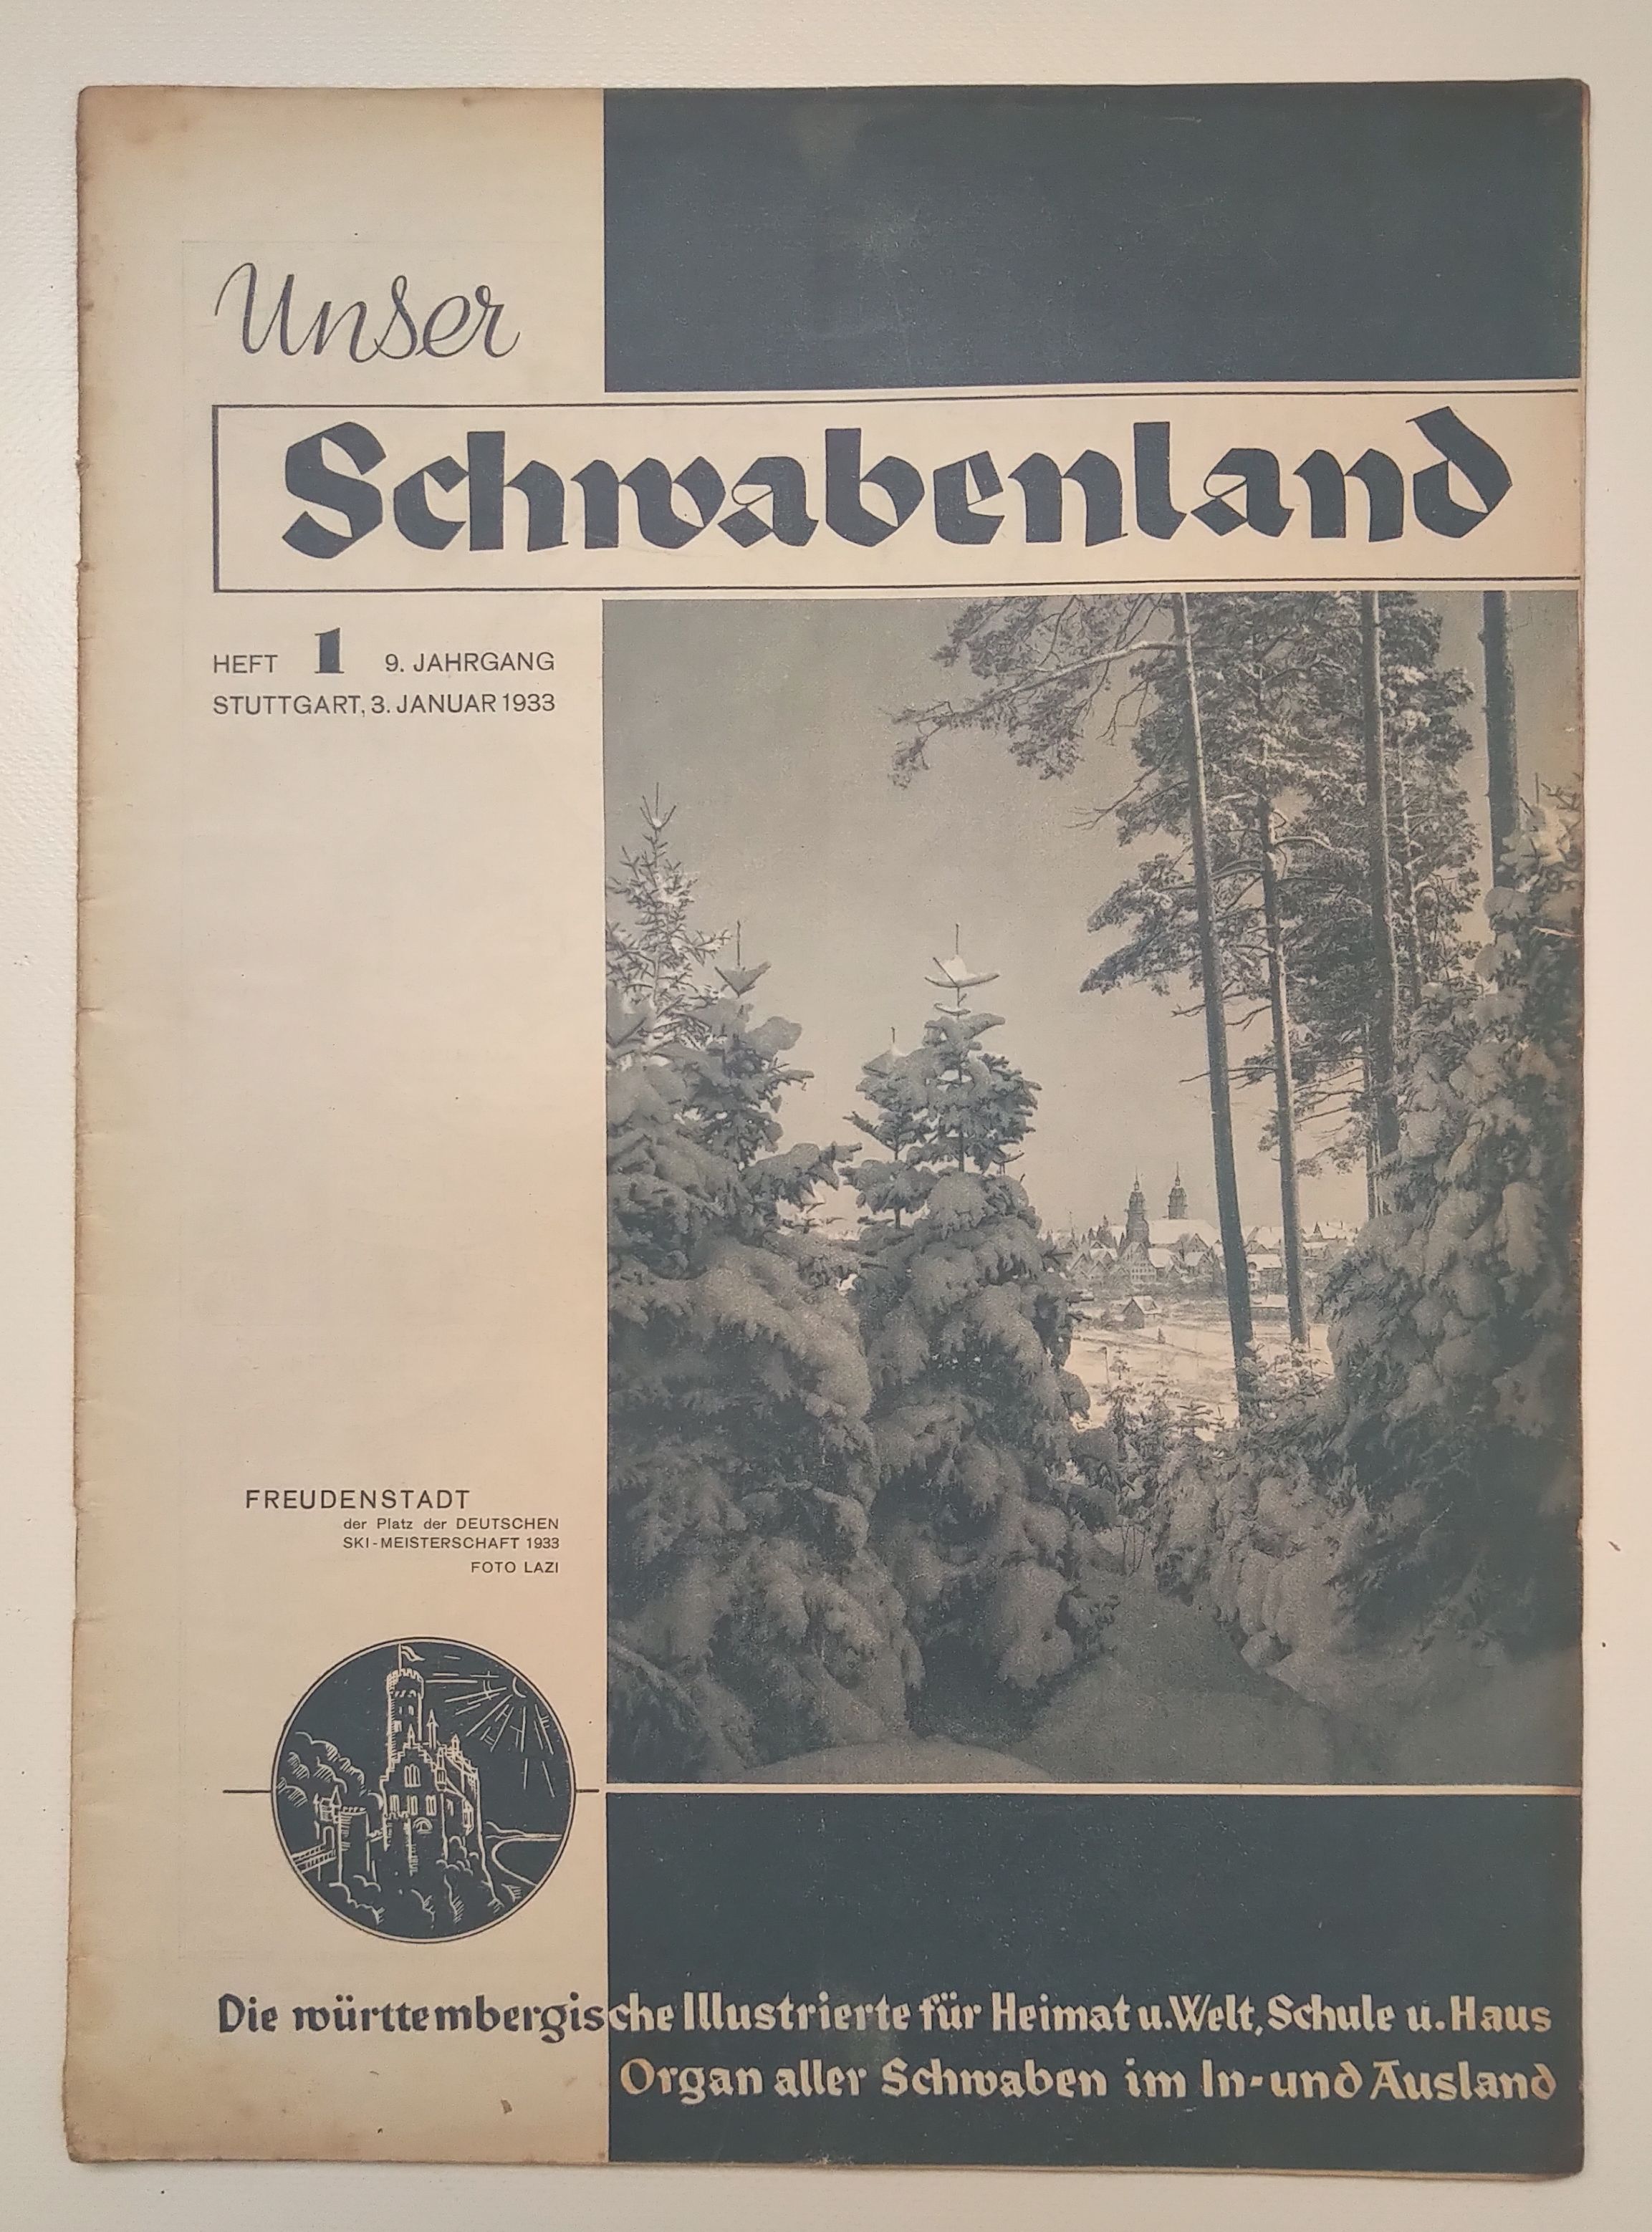 Unser
Schwabenland
HEFT 1 9. JAHRGANG
STUTTGART, 3. JANUAR 1933
FREUDENSTADT
der Platz der DEUTSCHEN
SKI-MEISTERSCHAFT 1933
FOTO LAZI
Die württembergische Illustrierte für Heimat u. Welt, Schule u. Haus
Organ aller Schwaben im In- und Ausland